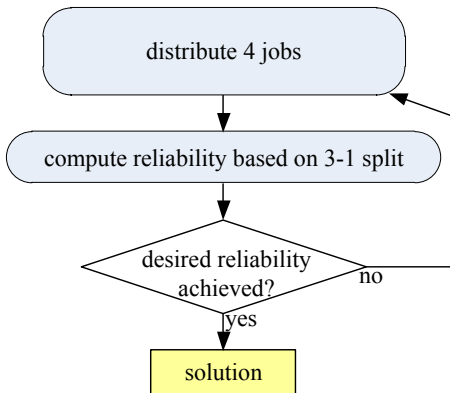 distribute 4 jobs
compute reliability based on 3-1 split
desired reliability
achieved?
no
yes
solution